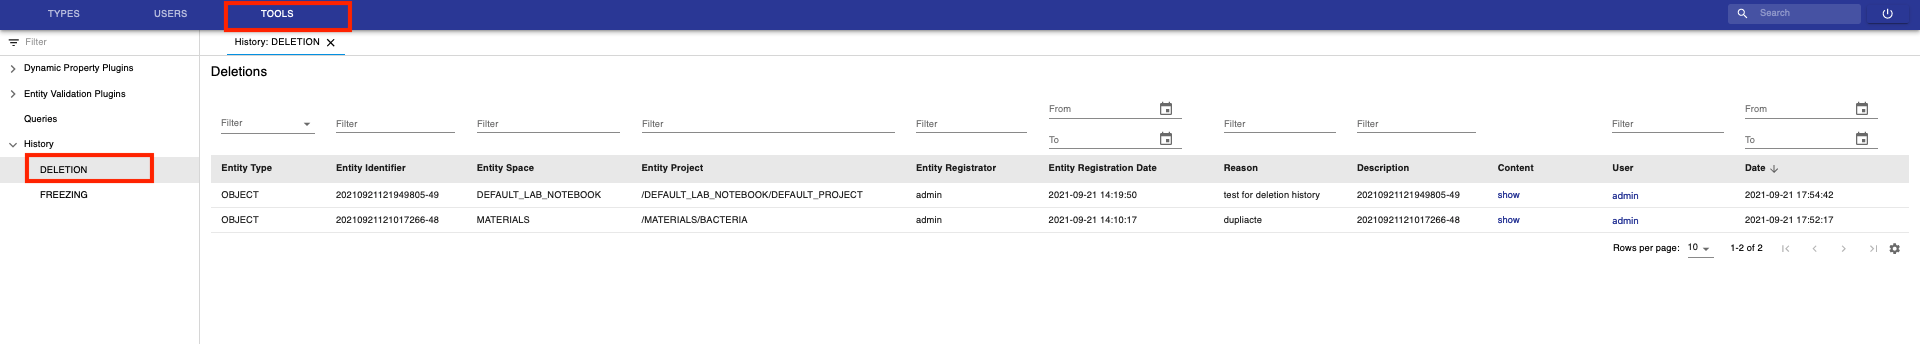 TYPES USERS TOOLS Search
Filter History: DELETION
Dynamic Property Plugins
Entity Validation Plugins
Queries
History
DELETION
FREEZING
Deletions
From From
Filter Filter Filter Filter Filter Filter Filter Filter
To To
Entity Type Entity Identifier Entity Space Entity Project Entity Registrator Entity Registration Date Reason Description Content User Date
OBJECT 20210921121949805-49 DEFAULT_LAB_NOTEBOOK /DEFAULT_LAB_NOTEBOOK/DEFAULT_PROJECT admin 2021-09-21 14:19:50 test for deletion history 20210921121949805-49 show admin 2021-09-21 17:54:42
OBJECT 20210921121017266-48 MATERIALS /MATERIALS/BACTERIA admin 2021-09-21 14:10:17 dupliacte 20210921121017266-48 show admin 2021-09-21 17:52:17
Rows per page: 10 1-2 of 2